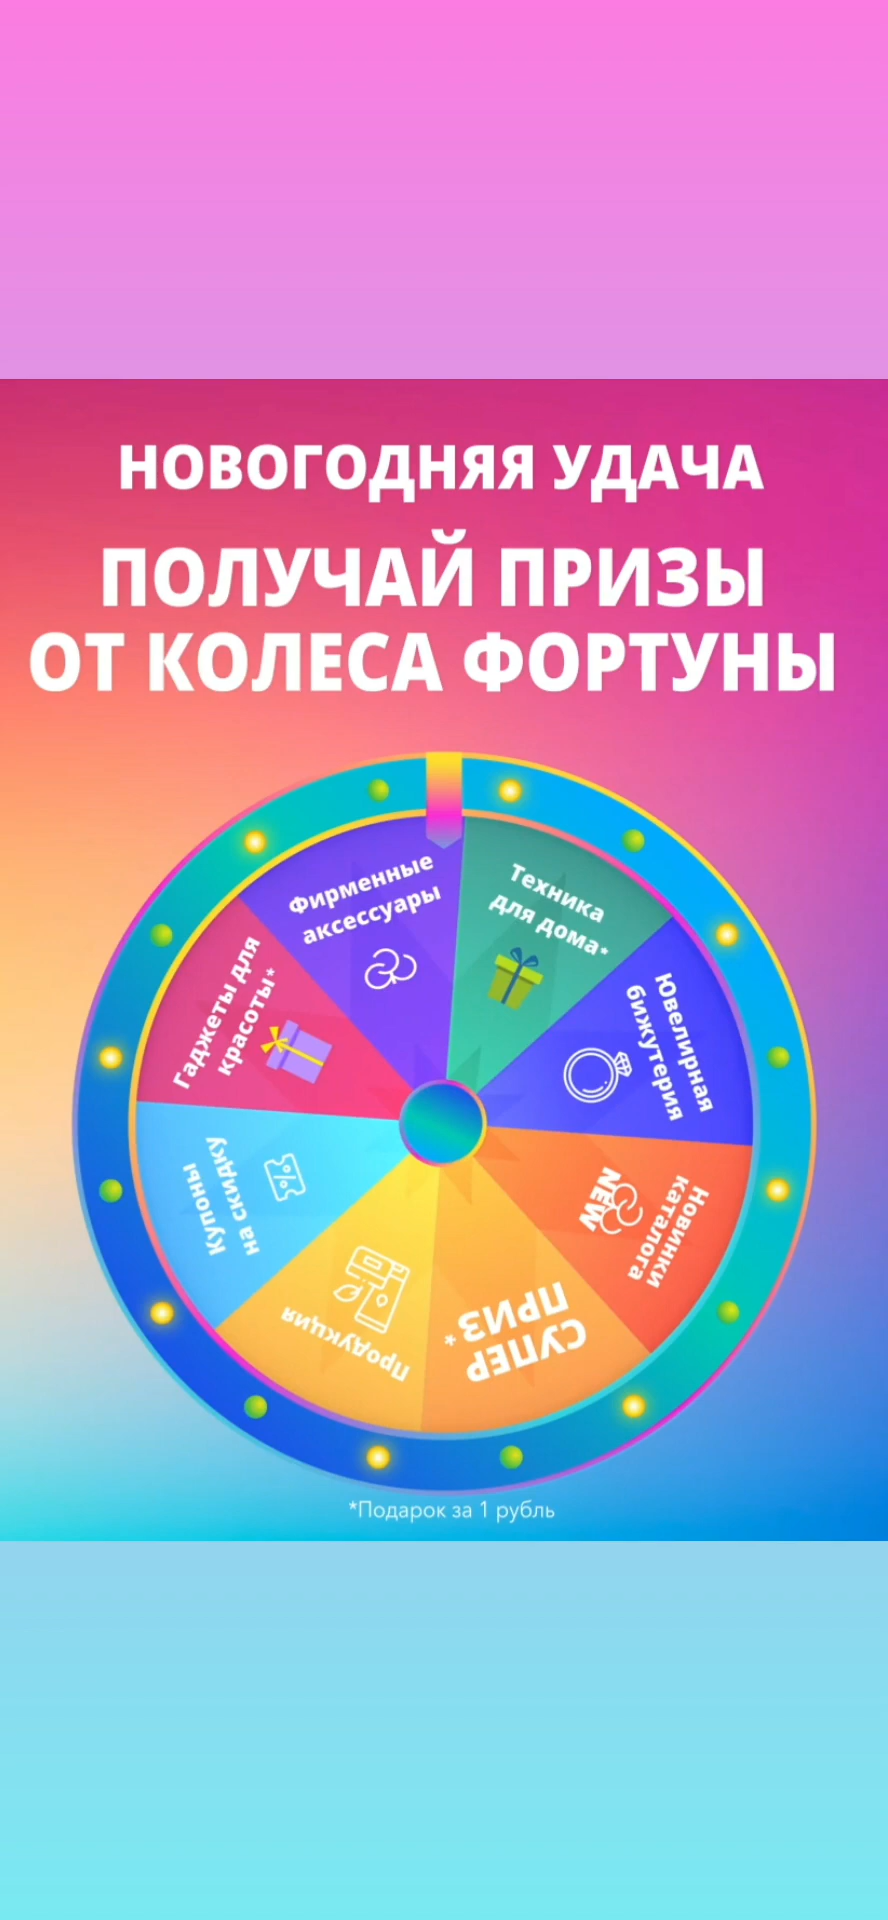 НОВОГОДНЯЯ УДАЧА
ПОЛУЧАЙ ПРИЗЫ
ОТ КОЛЕСА ФОРТУНЫ
Фирменные
аксессуары
Техника
для дома*
Ювелирная
бижутерия
Новинки
каталога
NEW
СУПЕР
ПРИЗ*
Продукция
Купоны
на скидку
Гаджеты для
красоты*
*Подарок за 1 рубль